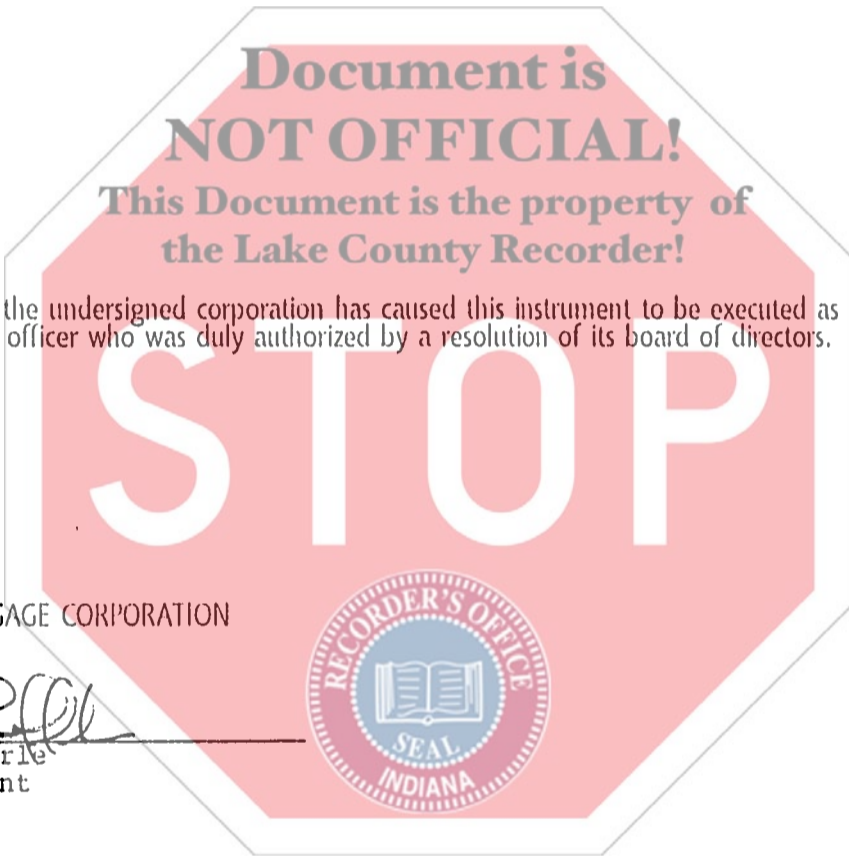 Document is
NOT OFFICIAL!
This Document is the property of
the Lake County Recorder!
the undersigned corporation has caused this instrument to be executed as
officer who was duly authorized by a resolution of its board of directors.
STOP
GAGE CORPORATION
rle
nt
RECORDER'S OFFICE
SEAL
INDIANA